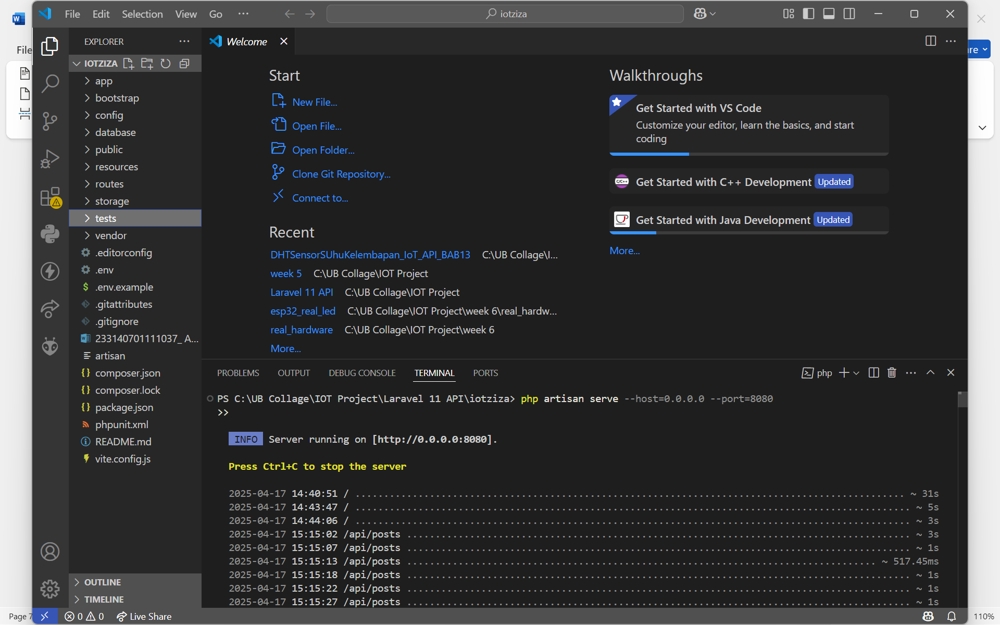 File Edit Selection View Go ··· iotziza
File
re
EXPLORER ···
Welcome
IOTZIZA
app
bootstrap
config
database
public
resources
routes
storage
tests
vendor
.editorconfig
.env
.env.example
.gitattributes
.gitignore
233140701111037_ A...
artisan
composer.json
composer.lock
package.json
phpunit.xml
README.md
vite.config.js
OUTLINE
TIMELINE
Start
New File...
Open File...
Open Folder...
Clone Git Repository...
Connect to...
Recent
DHTSensorSUhuKelembapan_IoT_API_BAB13 C:\UB Collage\I...
week 5 C:\UB Collage\IOT Project
Laravel 11 API C:\UB Collage\IOT Project
esp32_real_led C:\UB Collage\IOT Project\week 6\real_hardw...
real_hardware C:\UB Collage\IOT Project\week 6
More...
Walkthroughs
Get Started with VS Code
Customize your editor, learn the basics, and start
coding
C/C++ Get Started with C++ Development Updated
Get Started with Java Development Updated
More...
PROBLEMS OUTPUT DEBUG CONSOLE TERMINAL PORTS php
PS C:\UB Collage\IOT Project\Laravel 11 API\iotziza> php artisan serve --host=0.0.0.0 --port=8080
>>
INFO Server running on [http://0.0.0.0:8080].
Press Ctrl+C to stop the server
2025-04-17 14:40:51 / ................................................................................................ ~ 31s
2025-04-17 14:43:47 / ................................................................................................. ~ 5s
2025-04-17 14:44:06 / ................................................................................................. ~ 3s
2025-04-17 15:15:02 /api/posts ........................................................................................ ~ 3s
2025-04-17 15:15:07 /api/posts ........................................................................................ ~ 1s
2025-04-17 15:15:13 /api/posts .................................................................................. ~ 517.45ms
2025-04-17 15:15:18 /api/posts ........................................................................................ ~ 1s
2025-04-17 15:15:22 /api/posts ........................................................................................ ~ 1s
2025-04-17 15:15:27 /api/posts ........................................................................................ ~ 1s
Page 7 0 0 Live Share 110%